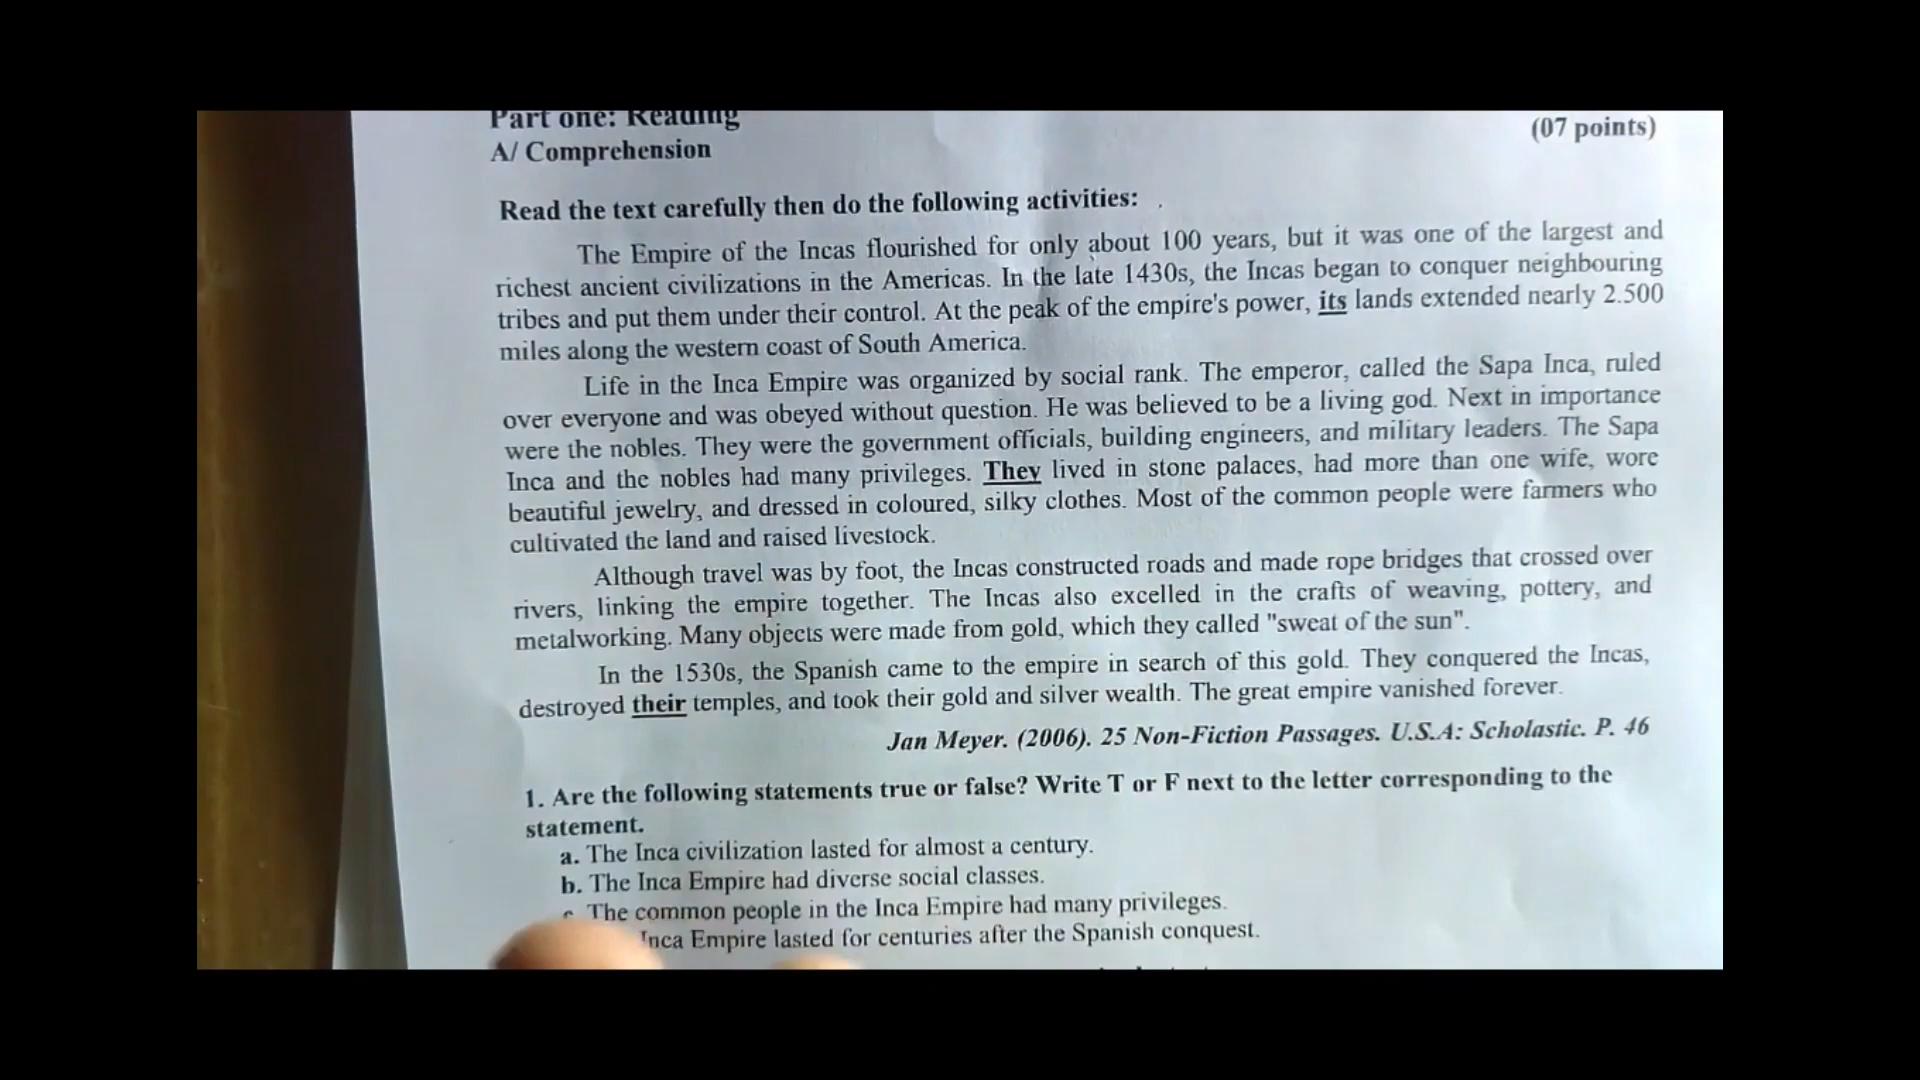 Part one: Reading
(07 points)
A/ Comprehension
Read the text carefully then do the following activities:
The Empire of the Incas flourished for only about 100 years, but it was one of the largest and
richest ancient civilizations in the Americas. In the late 1430s, the Incas began to conquer neighbouring
tribes and put them under their control. At the peak of the empire's power, its lands extended nearly 2.500
miles along the western coast of South America.
Life in the Inca Empire was organized by social rank. The emperor, called the Sapa Inca, ruled
over everyone and was obeyed without question. He was believed to be a living god. Next in importance
were the nobles. They were the government officials, building engineers, and military leaders. The Sapa
Inca and the nobles had many privileges. They lived in stone palaces, had more than one wife, wore
beautiful jewelry, and dressed in coloured, silky clothes. Most of the common people were farmers who
cultivated the land and raised livestock.
Although travel was by foot, the Incas constructed roads and made rope bridges that crossed over
rivers, linking the empire together. The Incas also excelled in the crafts of weaving, pottery, and
metalworking. Many objects were made from gold, which they called "sweat of the sun".
In the 1530s, the Spanish came to the empire in search of this gold. They conquered the Incas,
destroyed their temples, and took their gold and silver wealth. The great empire vanished forever.
Jan Meyer. (2006). 25 Non-Fiction Passages. U.S.A: Scholastic. P. 46
1. Are the following statements true or false? Write T or F next to the letter corresponding to the
statement.
a. The Inca civilization lasted for almost a century.
b. The Inca Empire had diverse social classes.
The common people in the Inca Empire had many privileges.
Inca Empire lasted for centuries after the Spanish conquest.